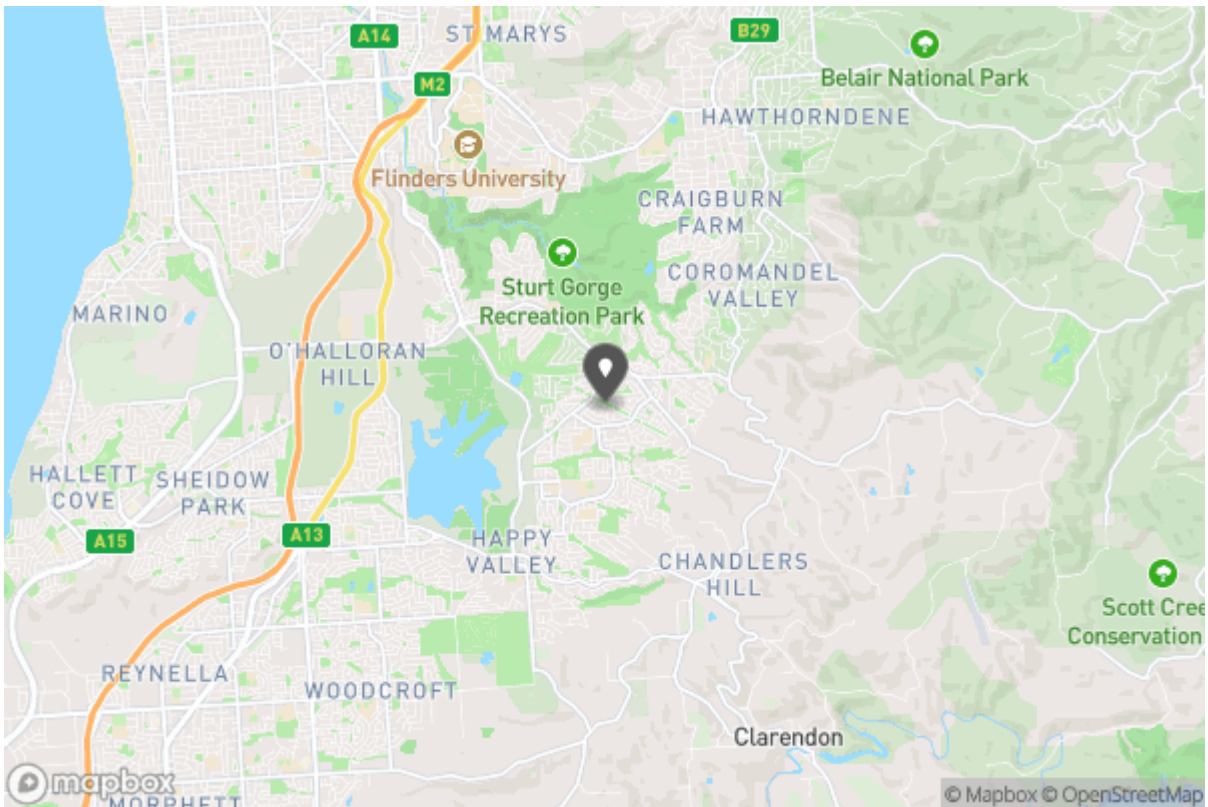 A14
ST MARYS
B29
M2
Belair National Park
HAWTHORNDENE
Flinders University
CRAIGBURN
FARM
Sturt Gorge
Recreation Park
COROMANDEL
VALLEY
MARINO
O'HALLORAN
HILL
HALLETT
COVE
SHEIDOW
PARK
A15
A13
HAPPY
VALLEY
CHANDLERS
HILL
Scott Cree
Conservation
REYNELLA
WOODCROFT
Clarendon
mapbox
MORPHETT
© Mapbox © OpenStreetMap